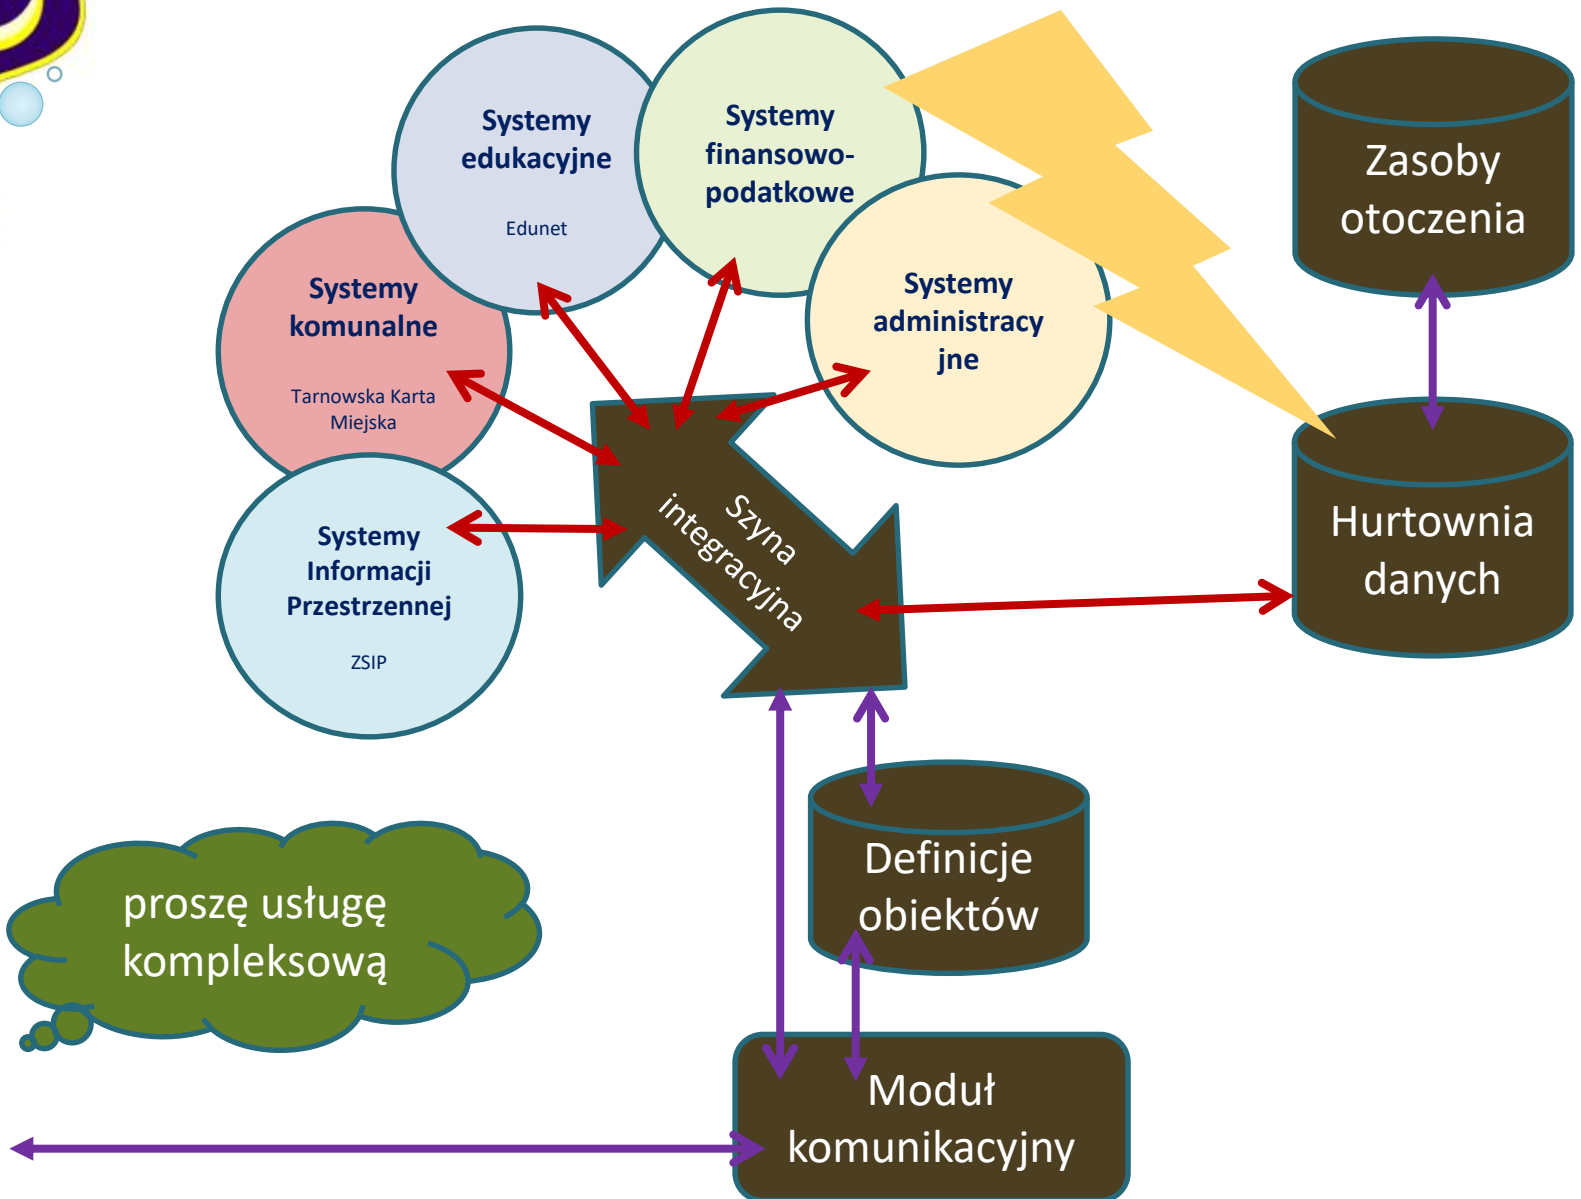 Systemy
edukacyjne
Edunet
Systemy
finansowo-
podatkowe
Systemy
komunalne
Tarnowska Karta
Miejska
Systemy
administracy
jne
Systemy
Informacji
Przestrzennej
ZSIP
Szyna
integracyjna
Zasoby
otoczenia
Hurtownia
danych
Definicje
obiektów
proszę usługę
kompleksową
Moduł
komunikacyjny